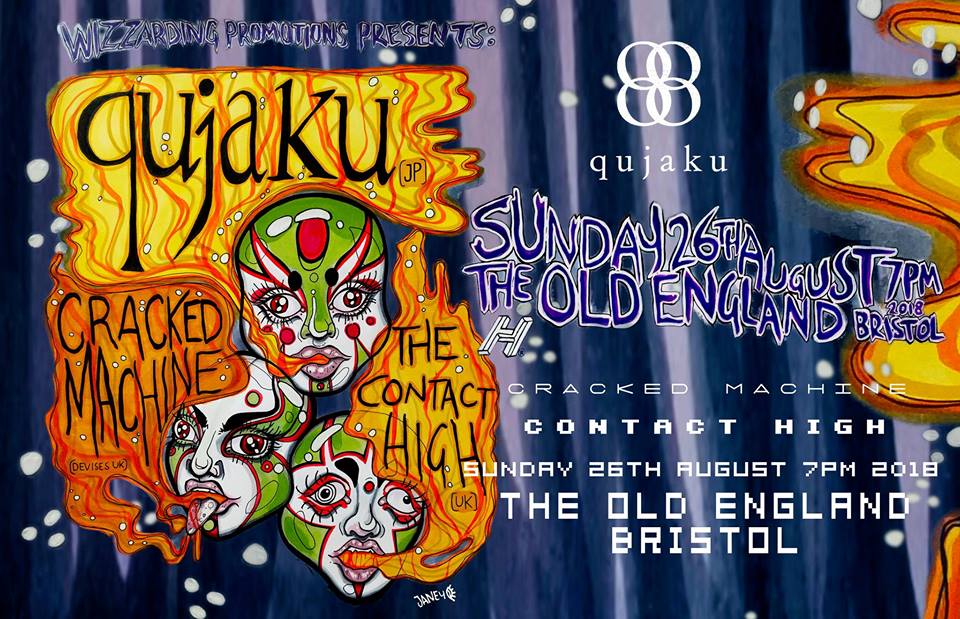 WIZZARDING PROMOTIONS PRESENTS:
qujaku
(JP)
CRACKED
MACHINE
(DEVISES UK)
THE
CONTACT
HIGH
(UK)
JANEY
qujaku
SUNDAY 26TH AUGUST 7PM
THE OLD ENGLAND 2018
BRISTOL
H
CRACKED MACHINE
CONTACT HIGH
SUNDAY 26TH AUGUST 7PM 2018
THE OLD ENGLAND
BRISTOL